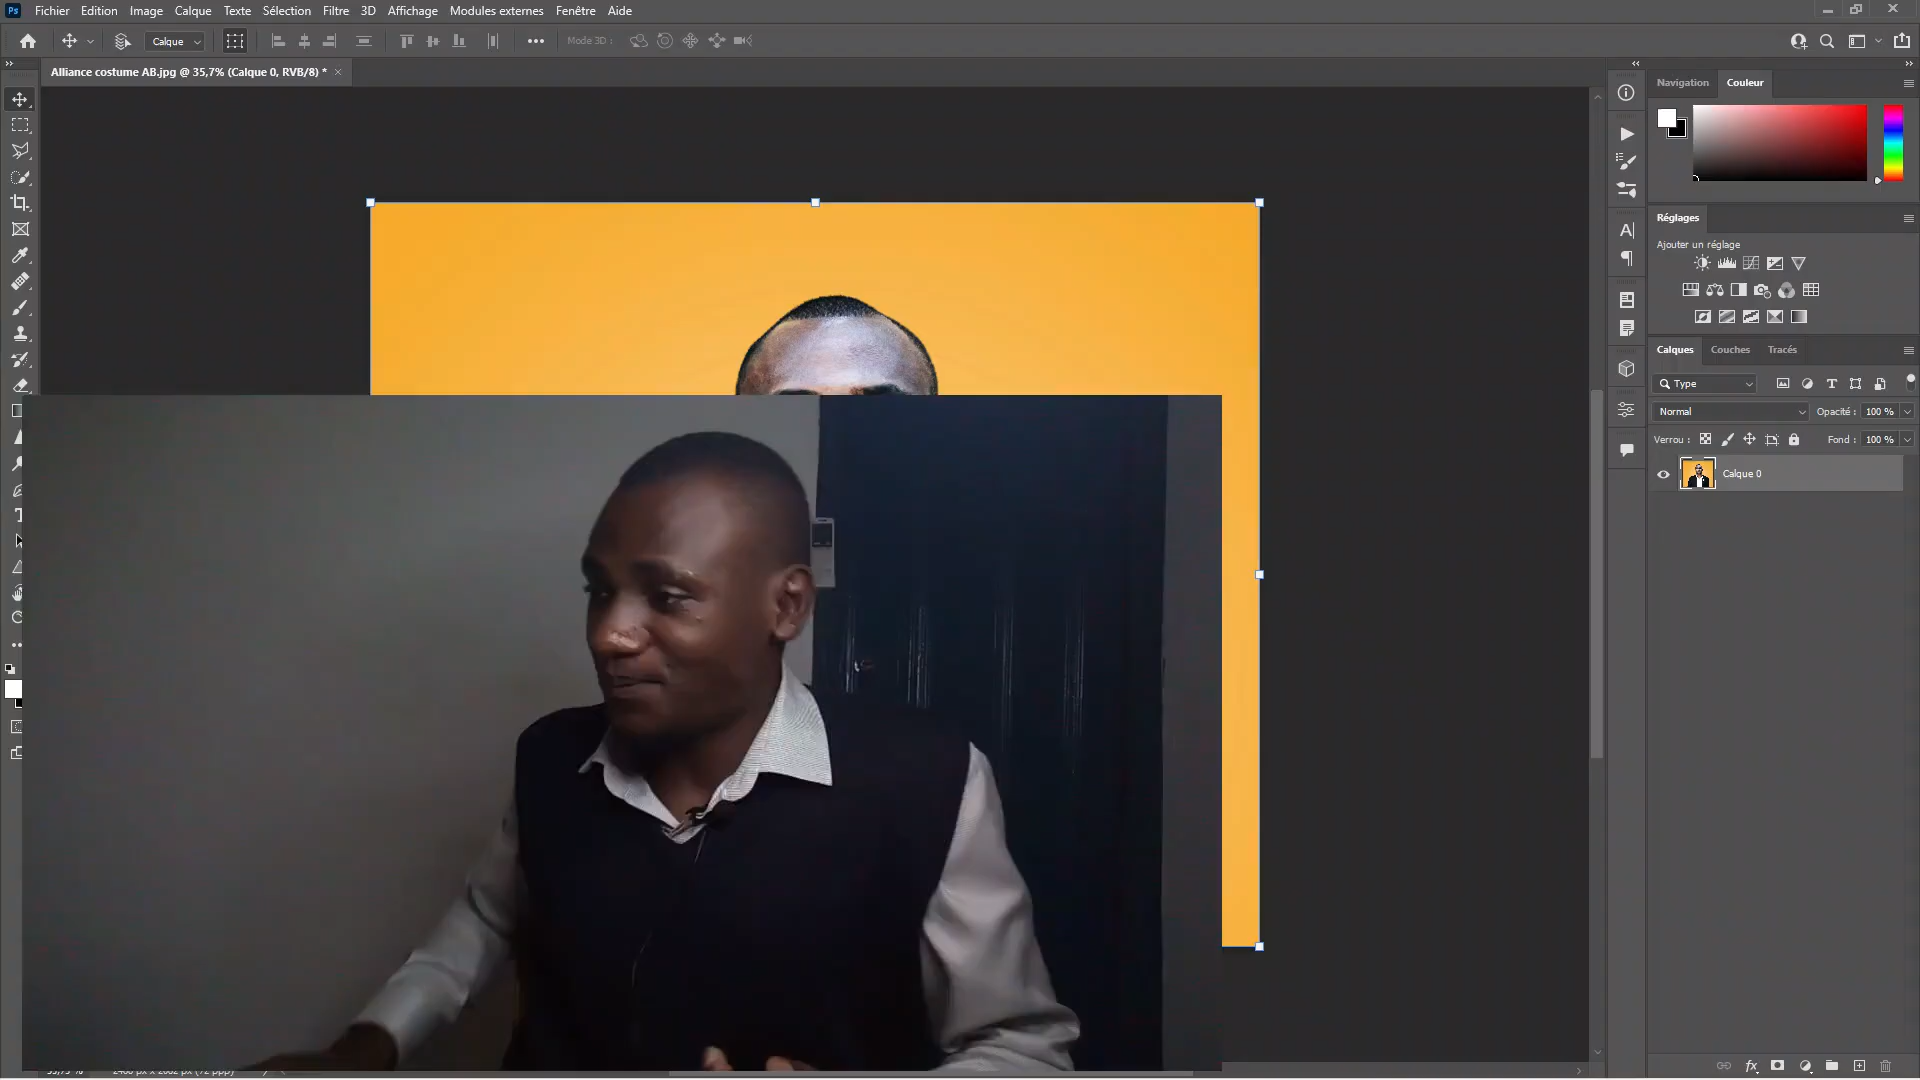 Ps Fichier Edition Image Calque Texte Sélection Filtre 3D Affichage Modules externes Fenêtre Aide
Calque Mode 3D :
Alliance costume AB.jpg @ 35,7% (Calque 0, RVB/8) *
Navigation Couleur
Réglages
Ajouter un réglage
Calques Couches Tracés
Type
Normal Opacité : 100 %
Verrou : Fond : 100 %
Calque 0